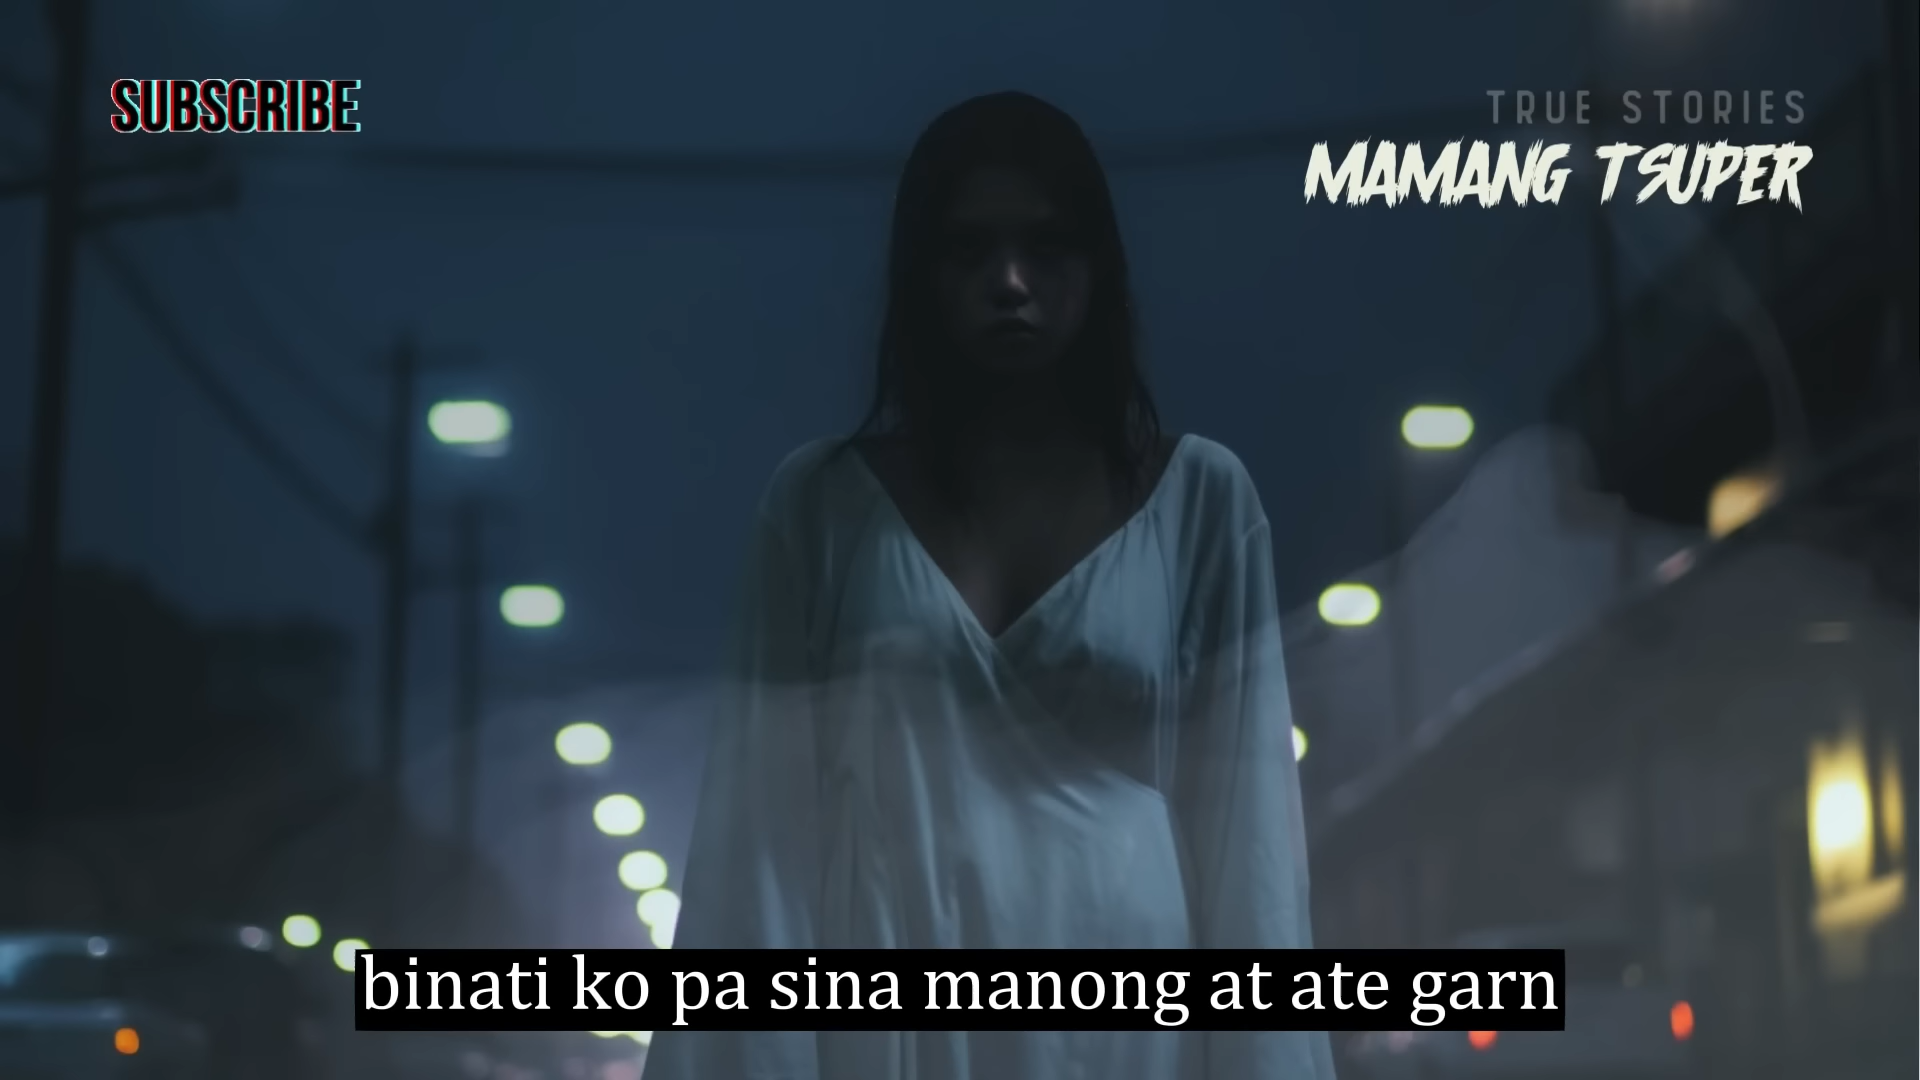 SUBSCRIBE
TRUE STORIES
MAMANG TSUPER
binati ko pa sina manong at ate garn